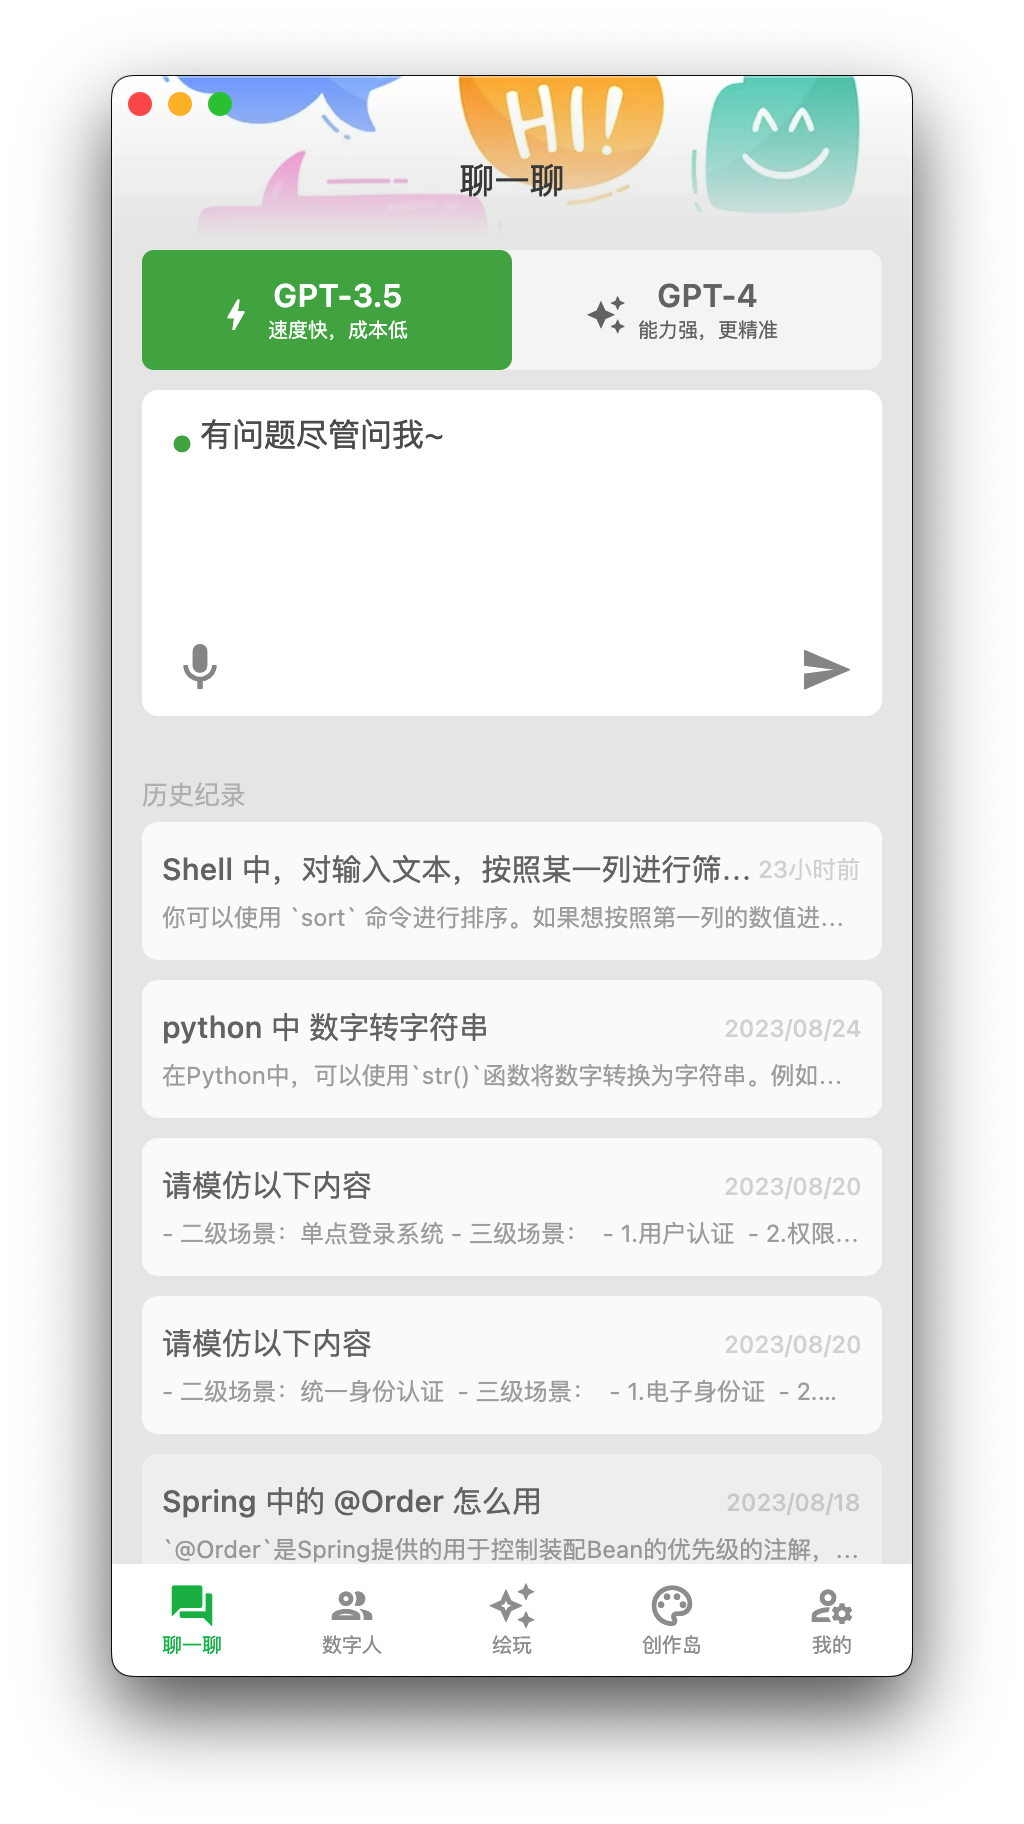 HI!
聊一聊
GPT-3.5
速度快，成本低
GPT-4
能力强，更精准
有问题尽管问我~
历史纪录
Shell 中，对输入文本，按照某一列进行筛... 23小时前
你可以使用 `sort` 命令进行排序。如果想按照第一列的数值进...
python 中 数字转字符串 2023/08/24
在Python中，可以使用`str()`函数将数字转换为字符串。例如...
请模仿以下内容 2023/08/20
- 二级场景：单点登录系统 - 三级场景： - 1.用户认证 - 2.权限...
请模仿以下内容 2023/08/20
- 二级场景：统一身份认证 - 三级场景： - 1.电子身份证 - 2....
Spring 中的 @Order 怎么用 2023/08/18
`@Order`是Spring提供的用于控制装配Bean的优先级的注解，...
聊一聊 数字人 绘玩 创作岛 我的